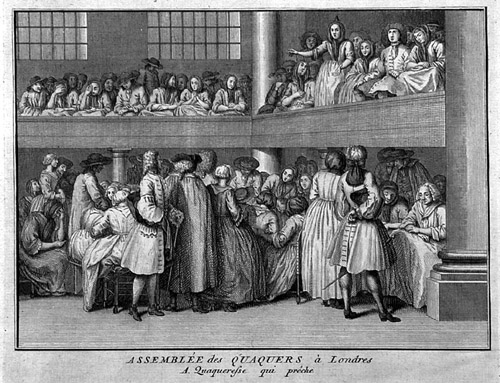 ASSEMBLÉE des QUAQUERS à Londres
A. Quaqueresse qui prêche